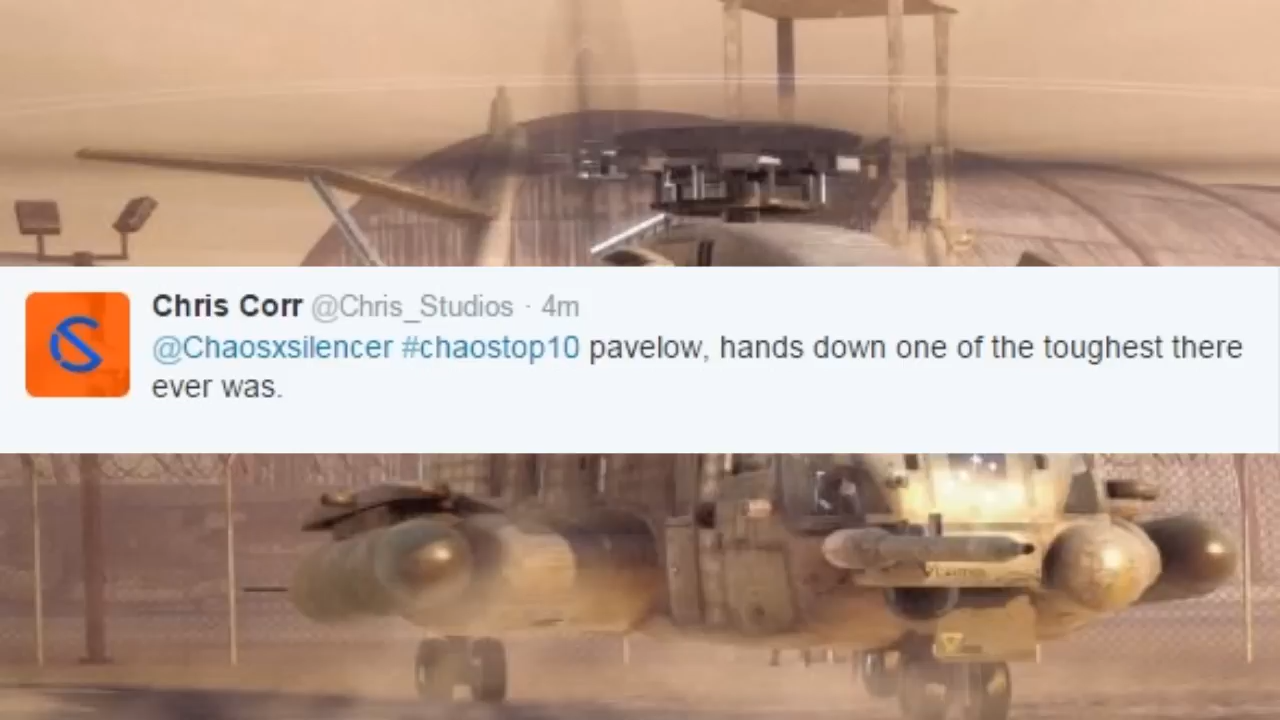 Chris Corr @Chris_Studios · 4m
@Chaosxsilencer #chaostop10 pavelow, hands down one of the toughest there
ever was.